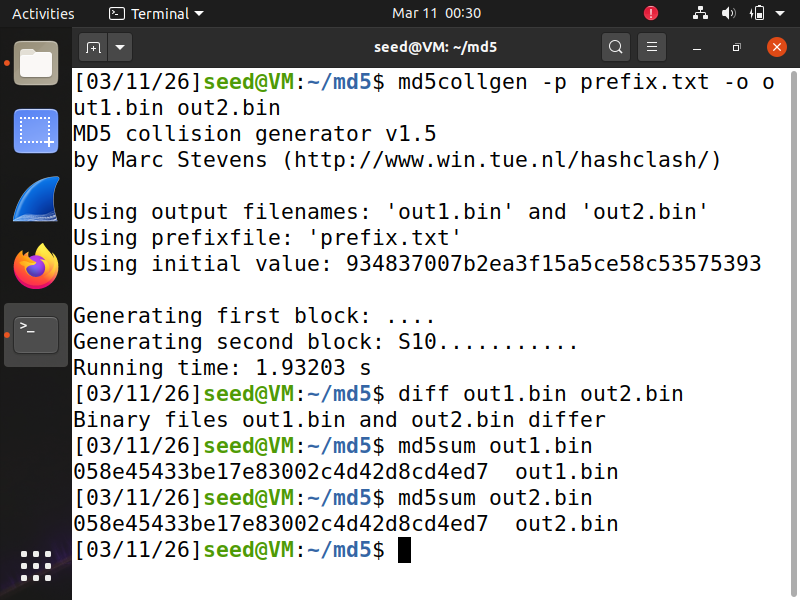 Activities Terminal Mar 11 00:30
seed@VM: ~/md5
[03/11/26]seed@VM:~/md5$ md5collgen -p prefix.txt -o o
ut1.bin out2.bin
MD5 collision generator v1.5
by Marc Stevens (http://www.win.tue.nl/hashclash/)
Using output filenames: 'out1.bin' and 'out2.bin'
Using prefixfile: 'prefix.txt'
Using initial value: 934837007b2ea3f15a5ce58c53575393
Generating first block: ....
Generating second block: S10...........
Running time: 1.93203 s
[03/11/26]seed@VM:~/md5$ diff out1.bin out2.bin
Binary files out1.bin and out2.bin differ
[03/11/26]seed@VM:~/md5$ md5sum out1.bin
058e45433be17e83002c4d42d8cd4ed7  out1.bin
[03/11/26]seed@VM:~/md5$ md5sum out2.bin
058e45433be17e83002c4d42d8cd4ed7  out2.bin
[03/11/26]seed@VM:~/md5$